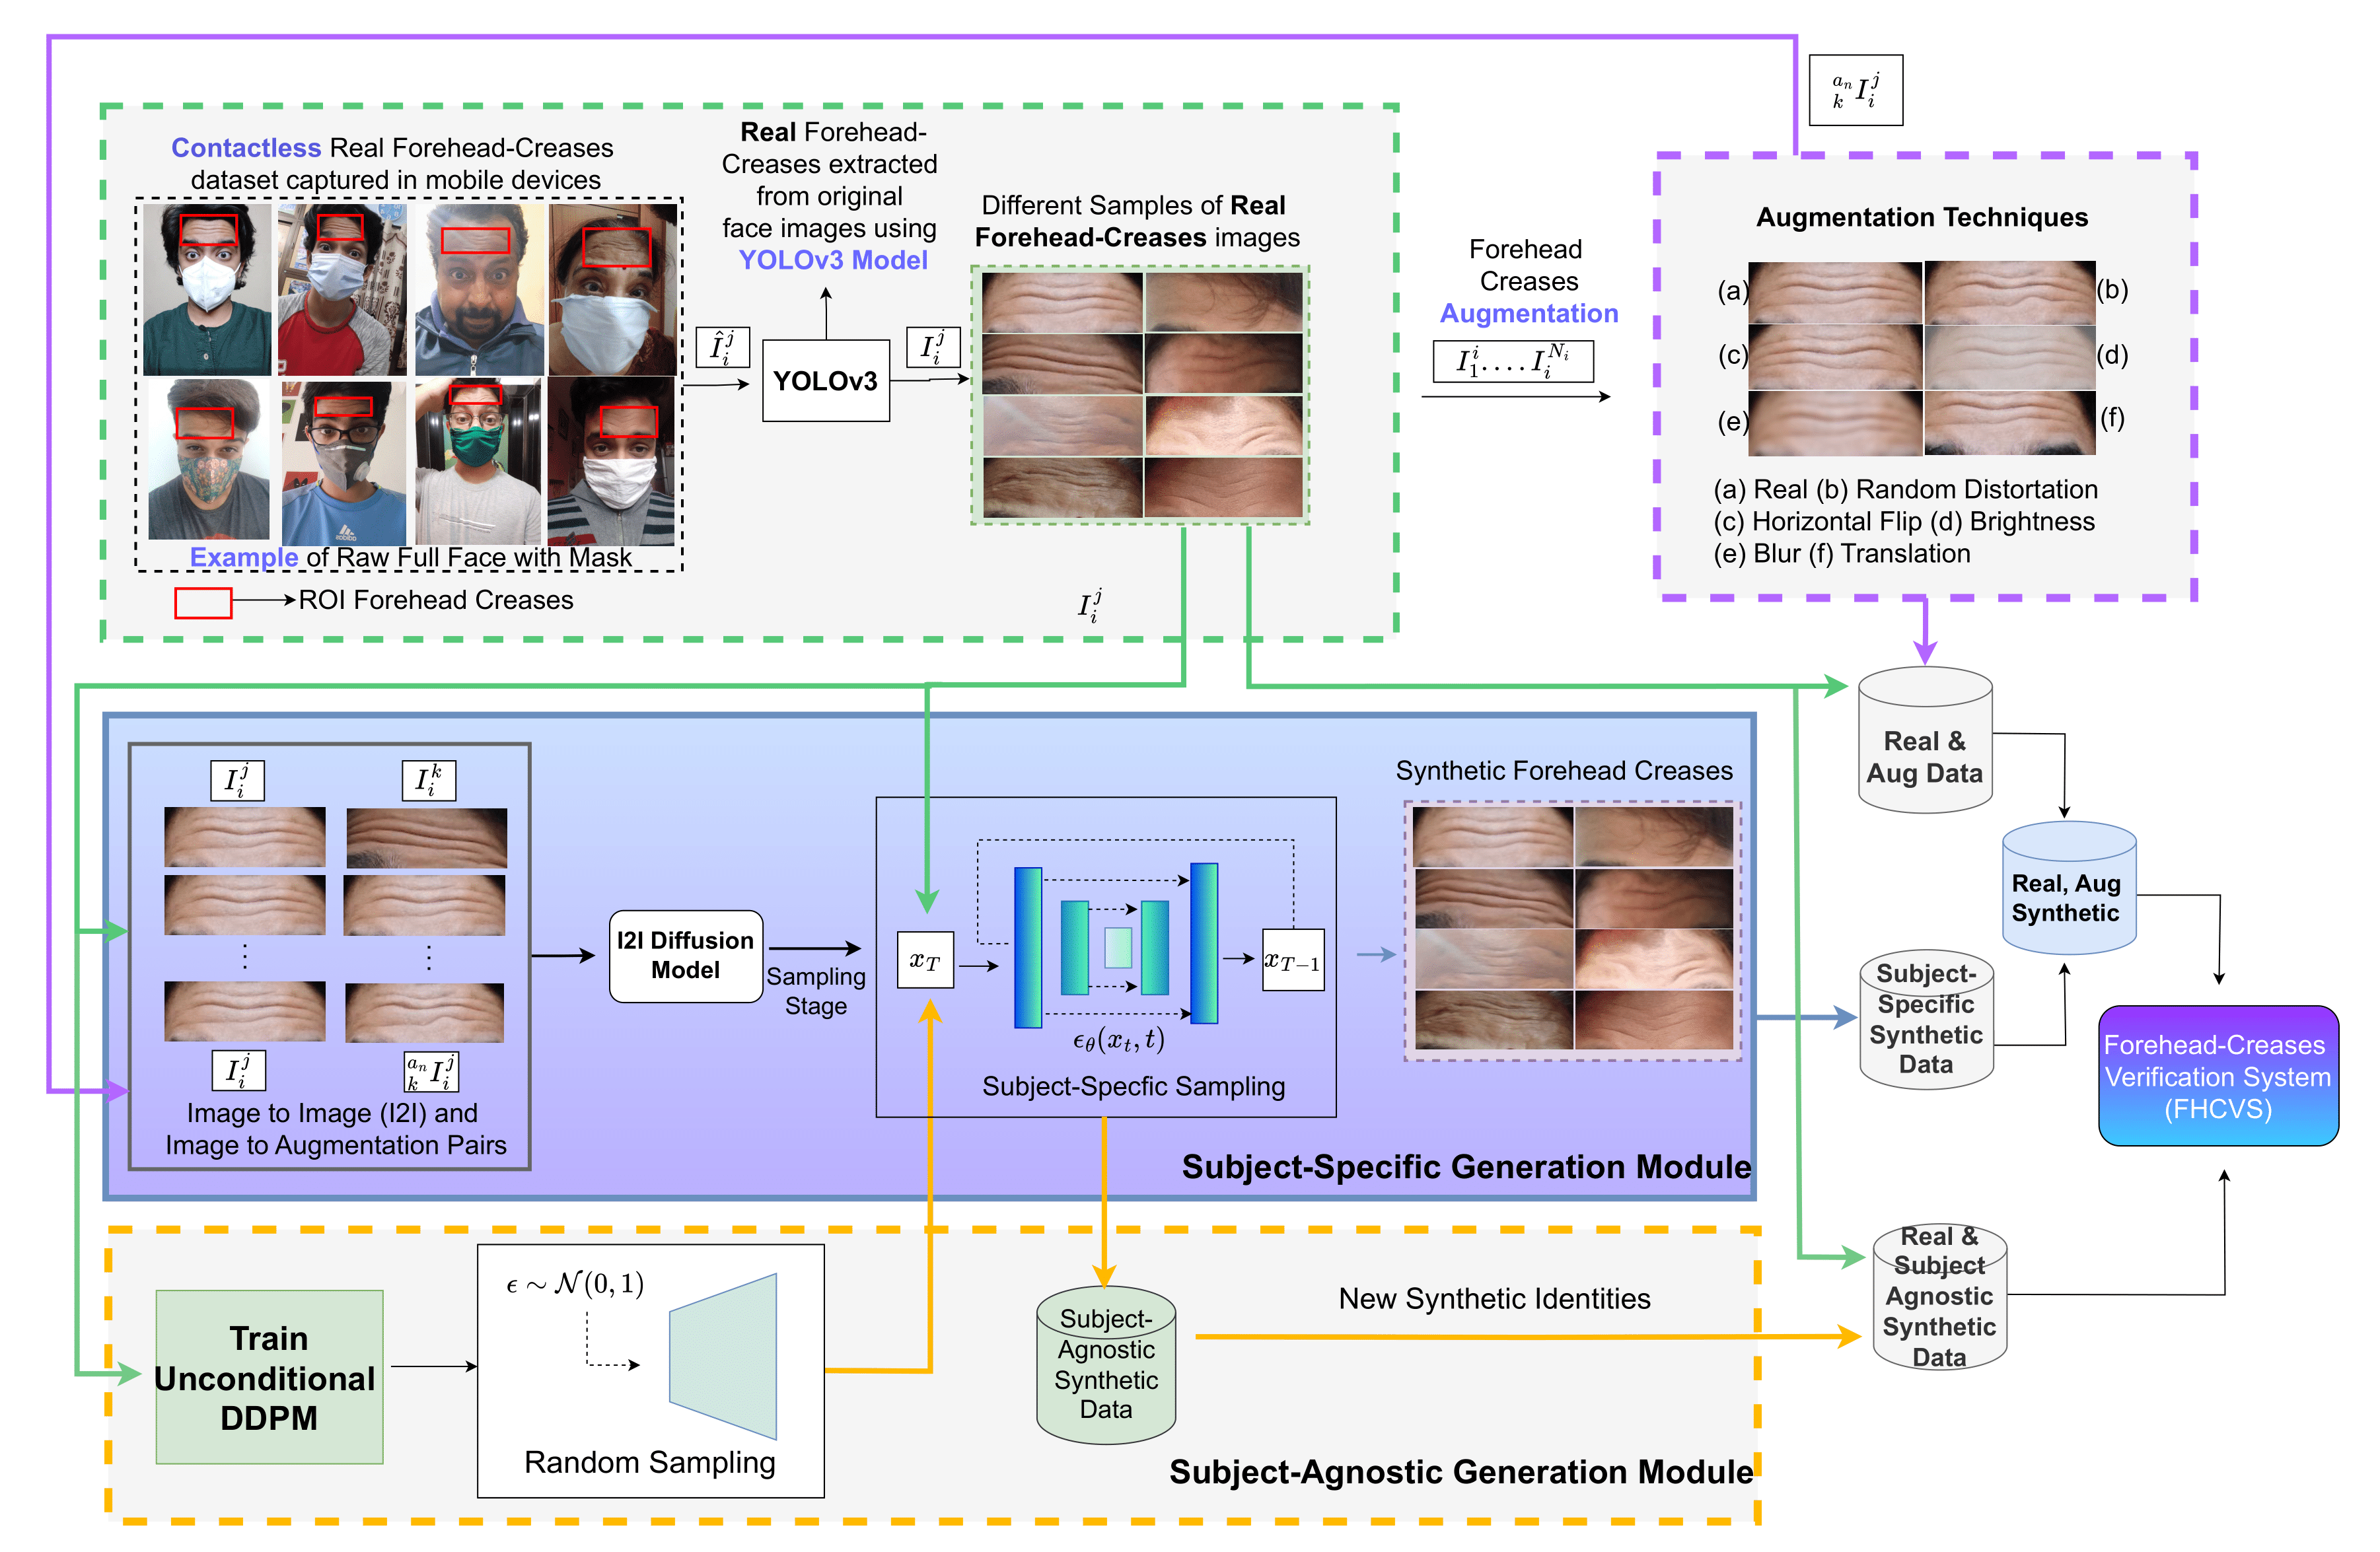 $^{a_n}_{k}I_i^j$
Contactless Real Forehead-Creases
dataset captured in mobile devices
Example of Raw Full Face with Mask
ROI Forehead Creases
Real Forehead-
Creases extracted
from original
face images using
YOLOv3 Model
$\hat{I}_i^j$
YOLOv3
$I_i^j$
Different Samples of Real
Forehead-Creases images
$I_i^j$
Forehead
Creases
Augmentation
$I_1^i....I_i^{N_i}$
Augmentation Techniques
(a)
(b)
(c)
(d)
(e)
(f)
(a) Real (b) Random Distortation
(c) Horizontal Flip (d) Brightness
(e) Blur (f) Translation
$I_i^j$
$I_i^k$
⋮
⋮
$I_i^j$
$^{a_n}_{k}I_i^j$
Image to Image (I2I) and
Image to Augmentation Pairs
I2I Diffusion
Model
Sampling
Stage
$x_T$
$x_{T-1}$
$\epsilon_\theta(x_t, t)$
Subject-Specfic Sampling
Synthetic Forehead Creases
Subject-Specific Generation Module
Real &
Aug Data
Real, Aug
Synthetic
Subject-
Specific
Synthetic
Data
Forehead-Creases
Verification System
(FHCVS)
Real &
Subject
Agnostic
Synthetic
Data
Train
Unconditional
DDPM
$\epsilon \sim \mathcal{N}(0, 1)$
Random Sampling
Subject-
Agnostic
Synthetic
Data
New Synthetic Identities
Subject-Agnostic Generation Module